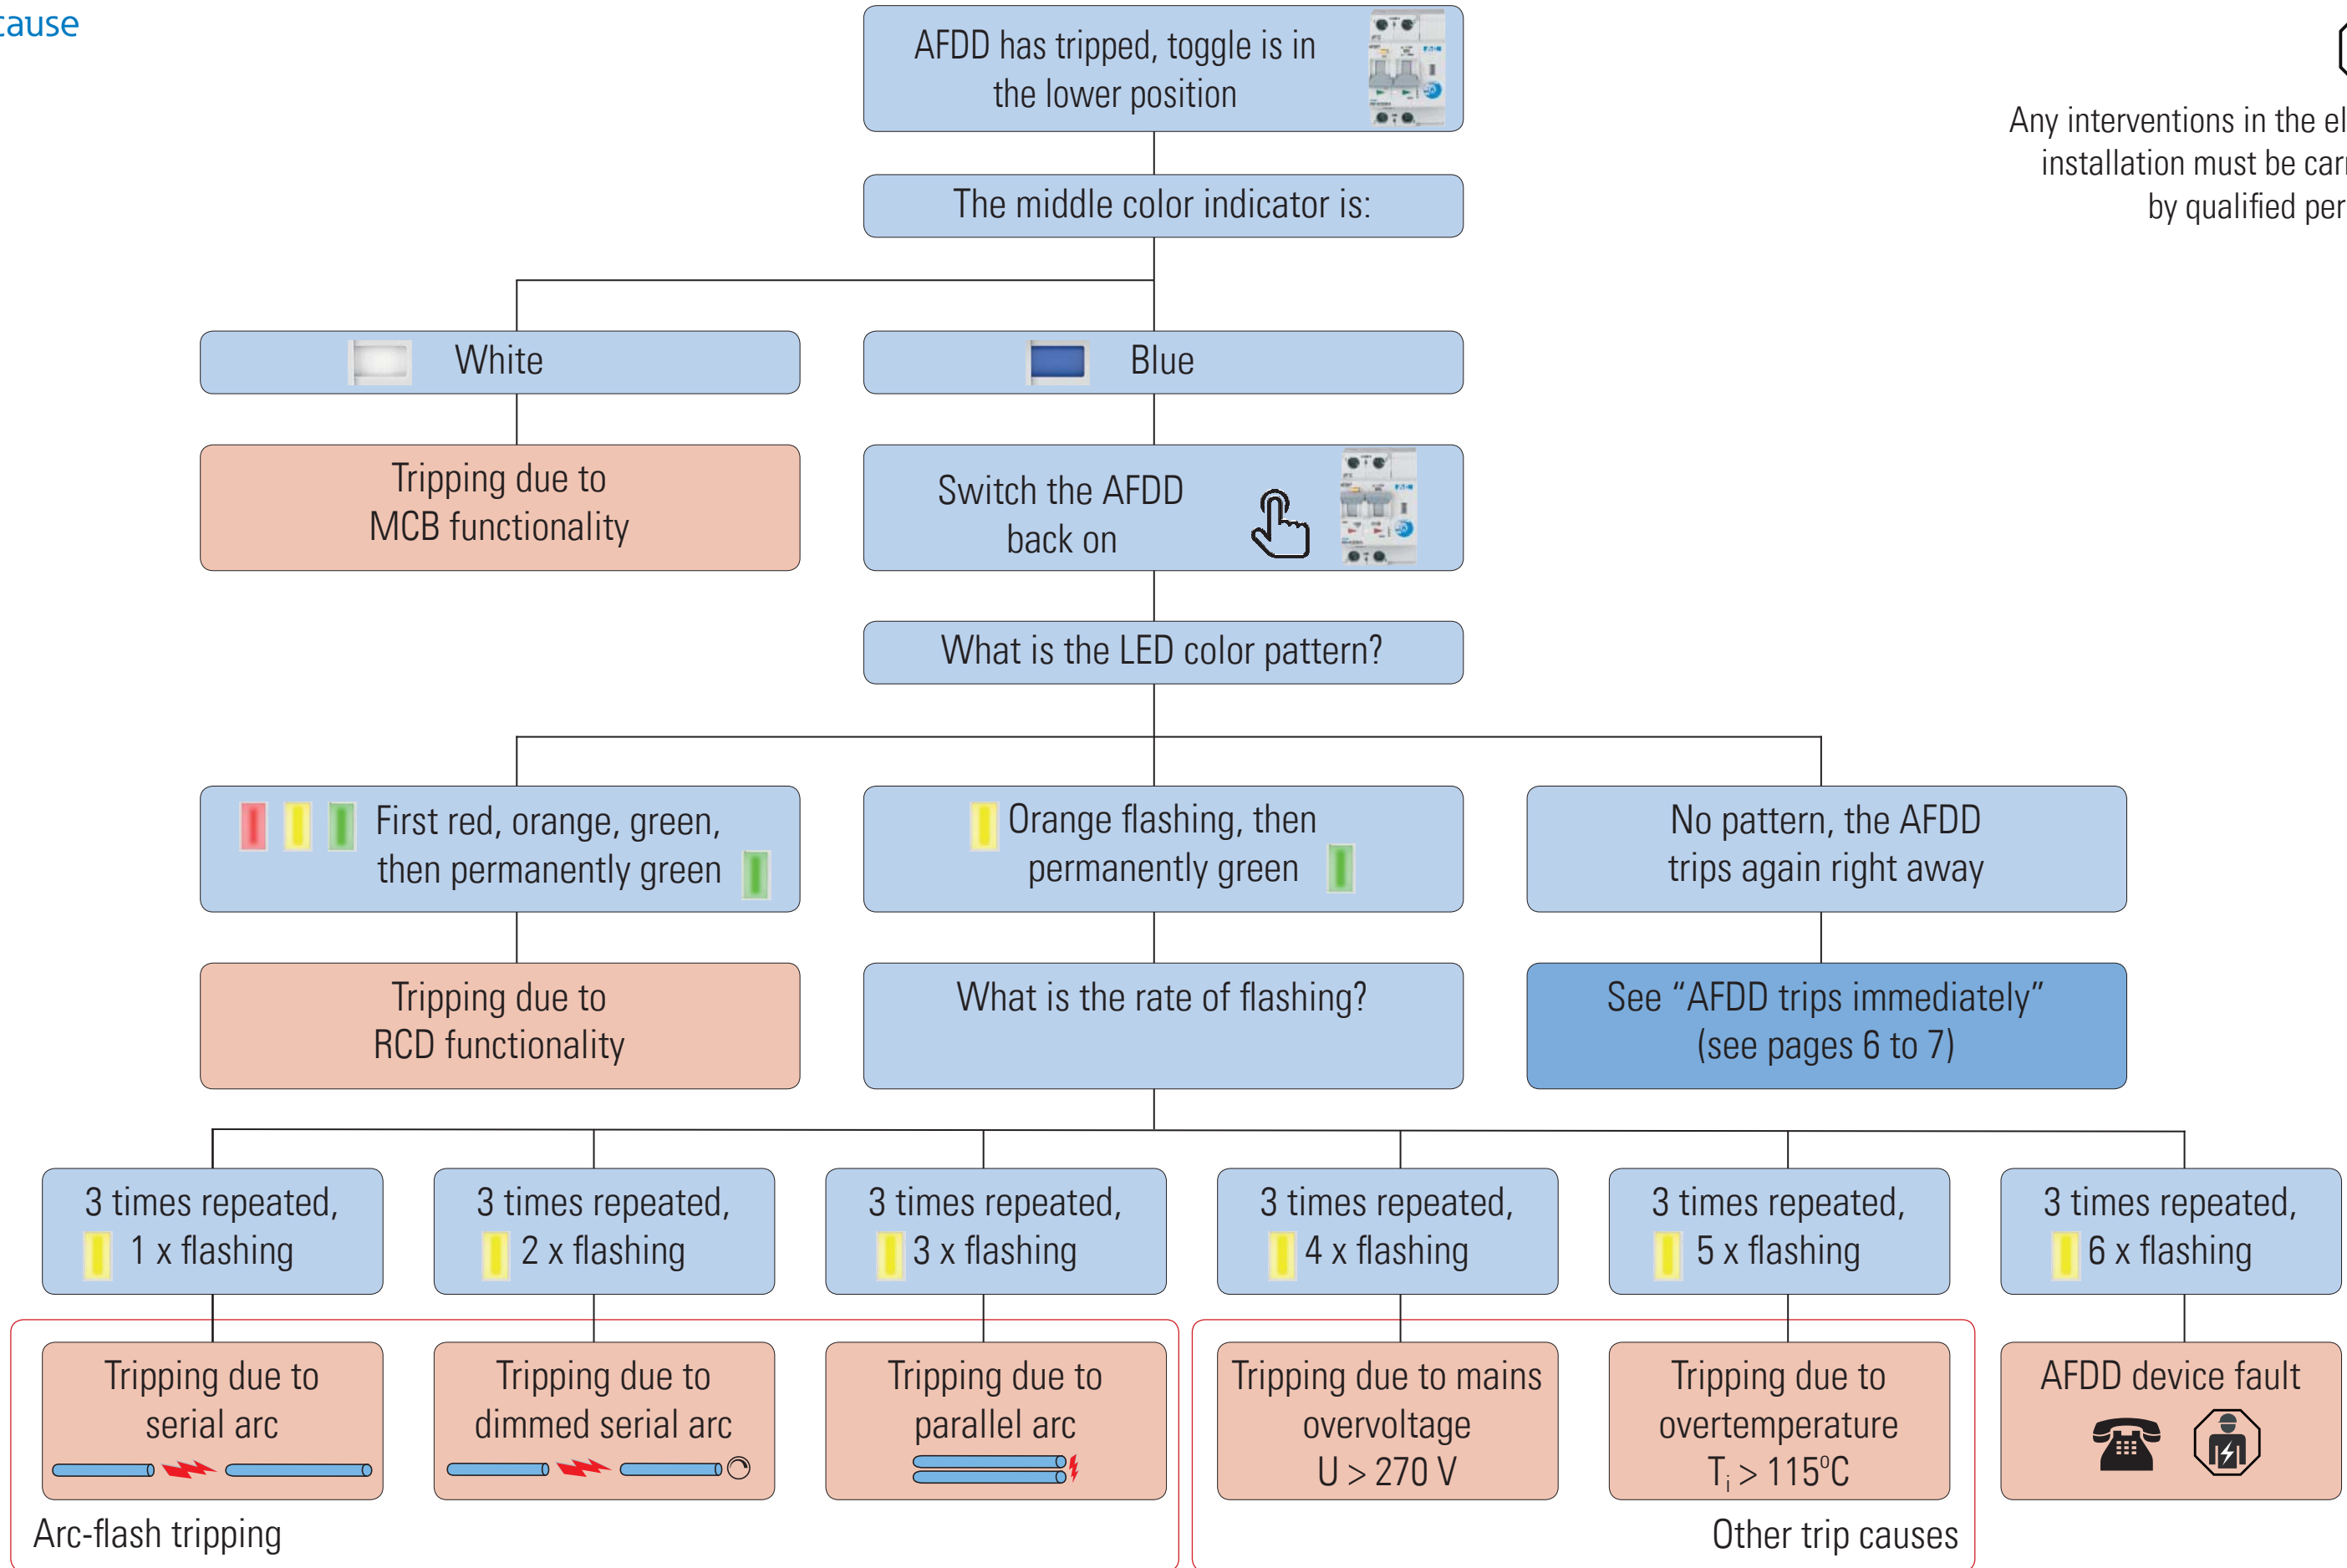 cause
AFDD has tripped, toggle is in
the lower position
Any interventions in the
installation must be
by qualified
The middle color indicator is:
White
Blue
Tripping due to
MCB functionality
Switch the AFDD
back on
What is the LED color pattern?
First red, orange, green,
then permanently green
Orange flashing, then
permanently green
No pattern, the AFDD
trips again right away
Tripping due to
RCD functionality
What is the rate of flashing?
See “AFDD trips immediately”
(see pages 6 to 7)
3 times repeated,
1 x flashing
3 times repeated,
2 x flashing
3 times repeated,
3 x flashing
3 times repeated,
4 x flashing
3 times repeated,
5 x flashing
3 times repeated,
6 x flashing
Tripping due to
serial arc
Tripping due to
dimmed serial arc
Tripping due to
parallel arc
Tripping due to mains
overvoltage
U > 270 V
Tripping due to
overtemperature
Ti > 115°C
AFDD device fault
Arc-flash tripping
Other trip causes